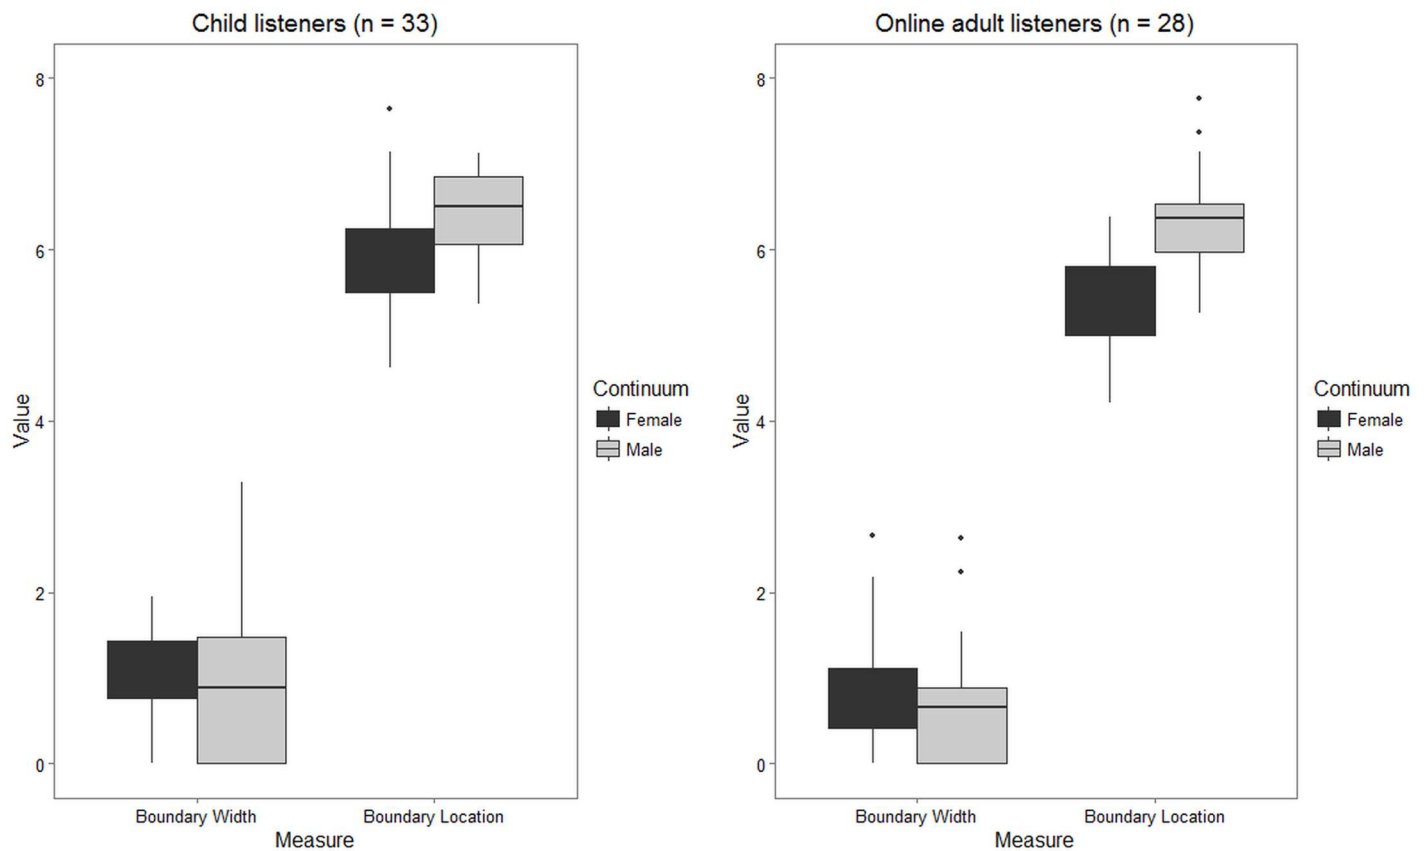 Child listeners (n = 33)
8
6
4
2
0
Value
Boundary Width
Boundary Location
Measure
Continuum
Female
Male
Online adult listeners (n = 28)
8
6
4
2
0
Value
Boundary Width
Boundary Location
Measure
Continuum
Female
Male